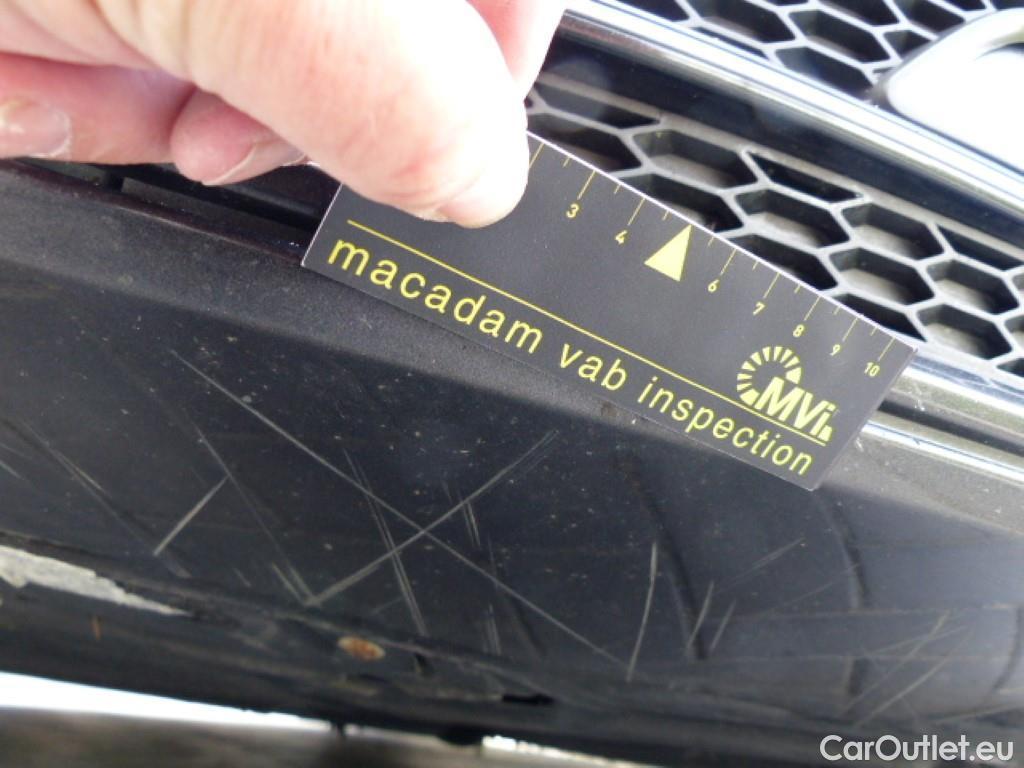 3 4 6 7 8 9 10
macadam vab inspection
MVi
CarOutlet.eu